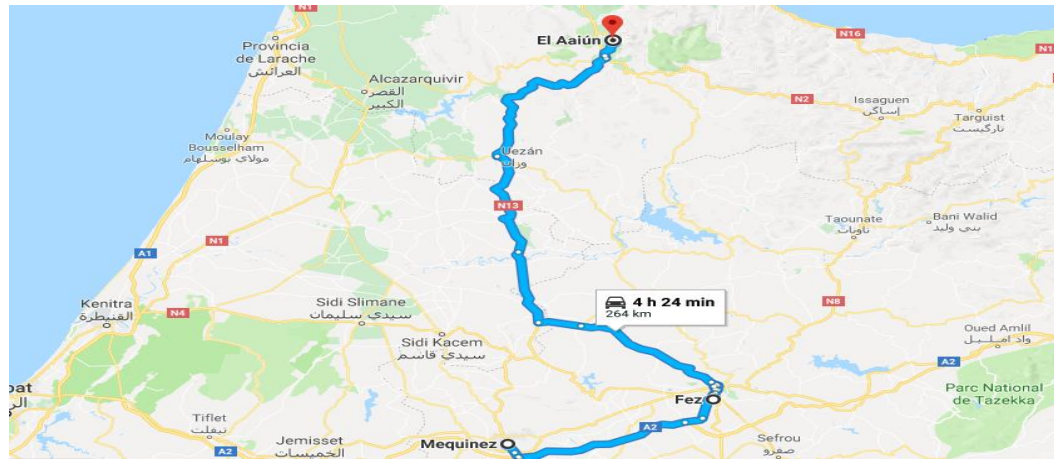 El Aaiún
N16
N16
Provincia
de Larache
العرائش
Alcazarquivir
القصر
الكبير
N2
Issaguen
إساكن
Targuist
تارگيست
Moulay
Bousselham
مولاي بوسلهام
Uezán
وزان
N13
Taounate
تاونات
Bani Walid
بني وليد
N1
A1
Kenitra
القنيطرة
N4
Sidi Slimane
سيدي سليمان
4 h 24 min
264 km
N8
Sidi Kacem
سيدي قاسم
Oued Amlil
واد امليل
A2
Parc National
de Tazekka
Fez
Tiflet
تيفلت
Jemisset
الخميسات
Mequinez
A2
Sefrou
صفرو